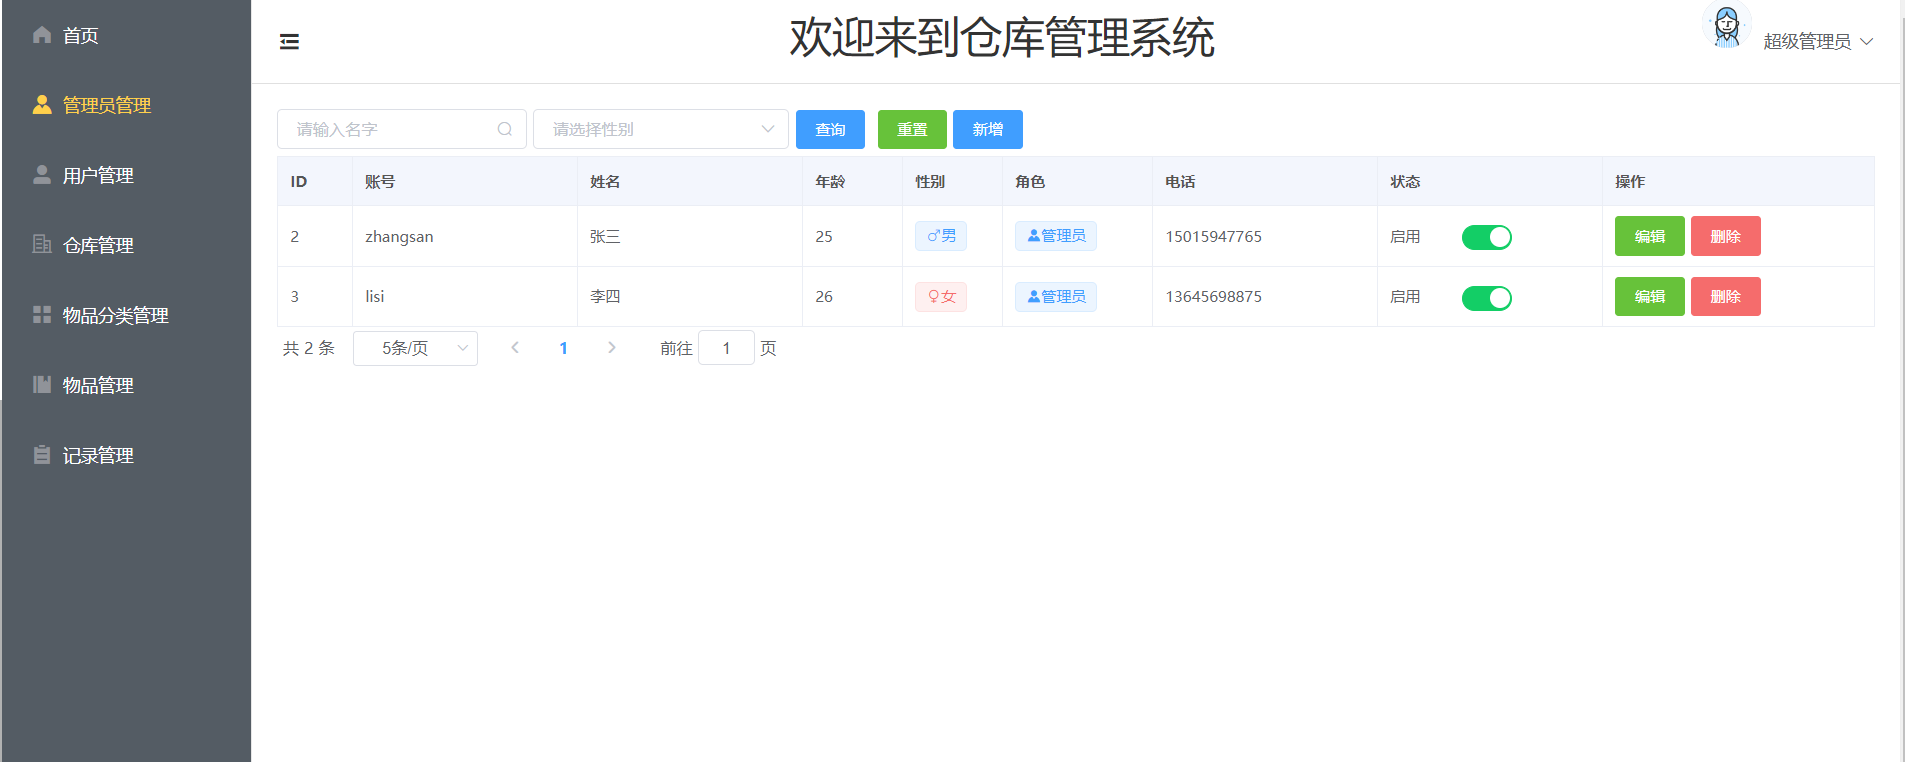 首页
管理员管理
用户管理
仓库管理
物品分类管理
物品管理
记录管理
欢迎来到仓库管理系统
超级管理员
请输入名字 请选择性别 查询 重置 新增
ID 账号 姓名 年龄 性别 角色 电话 状态 操作
2 zhangsan 张三 25 ♂男 管理员 15015947765 启用 编辑 删除
3 lisi 李四 26 ♀女 管理员 13645698875 启用 编辑 删除
共 2 条 5条/页 1 前往 1 页